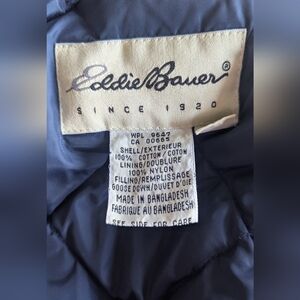 Eddie Bauer®
SINCE 1920
WPL 9647
CA 00665
SHELL/EXTERIEUR
100% COTTON/COTON
LINING/DOUBLURE
100% NYLON
FILLING/REMPLISSAGE
GOOSE DOWN/DUVET D'OIE
MADE IN BANGLADESH
FABRIQUE AU BANGLADESH
SEE SIDE FOR CARE